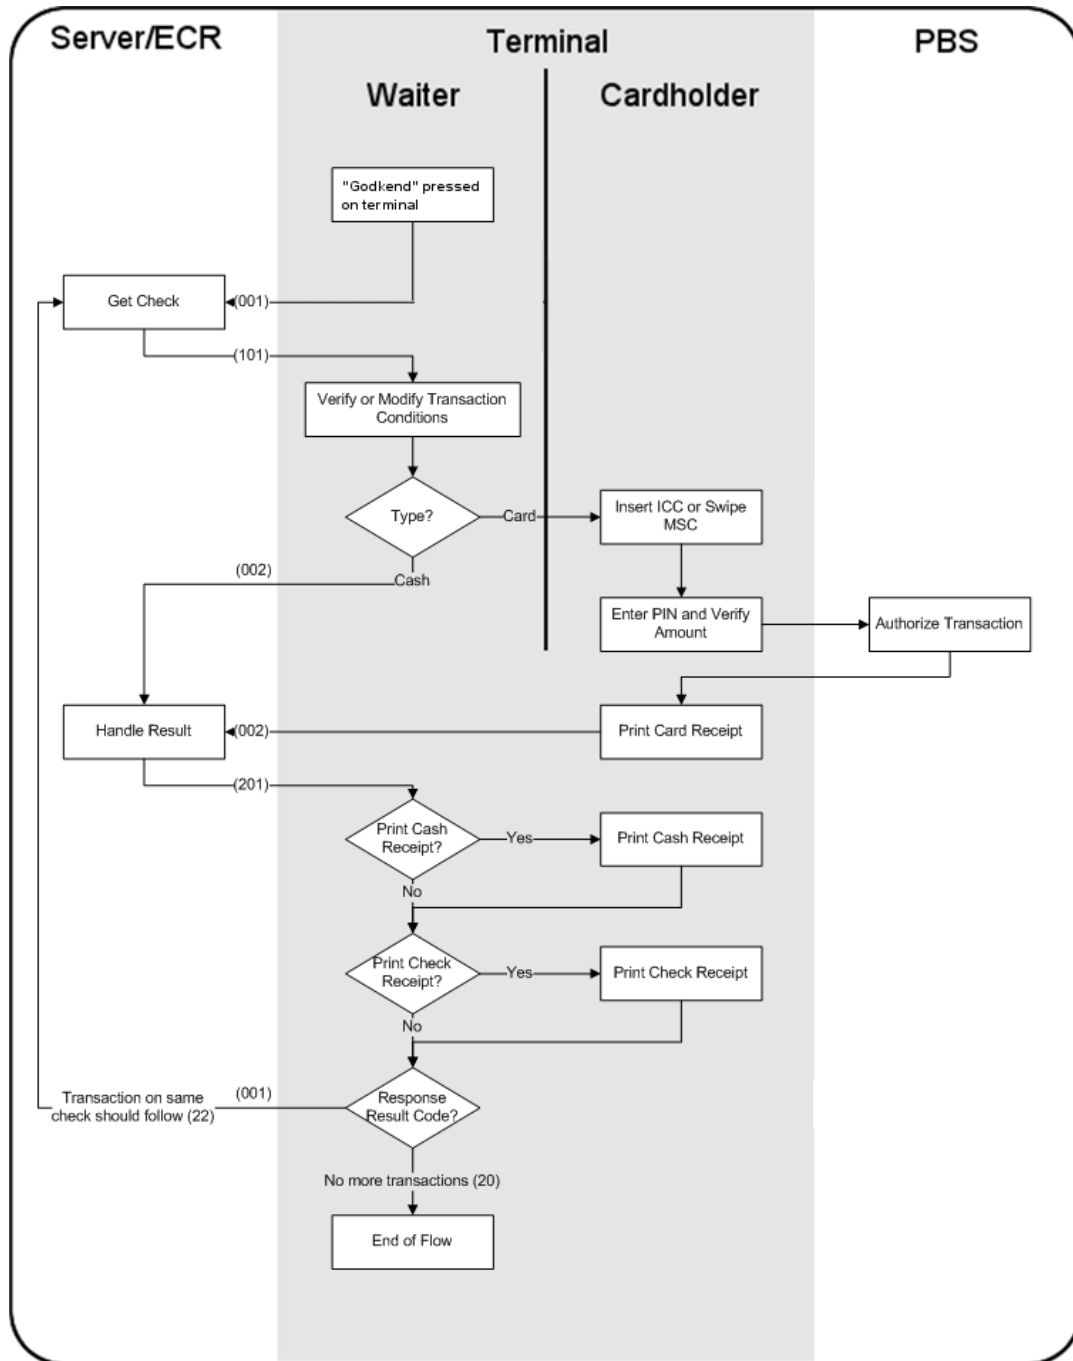 Server/ECR
Terminal
PBS
Waiter
Cardholder
"Godkend" pressed
on terminal
Get Check
(001)
(101)
Verify or Modify Transaction
Conditions
Type?
Card
Insert ICC or Swipe
MSC
(002)
Cash
Enter PIN and Verify
Amount
Authorize Transaction
Handle Result
(002)
Print Card Receipt
(201)
Print Cash
Receipt?
Yes
Print Cash Receipt
No
Print Check
Receipt?
Yes
Print Check Receipt
No
Transaction on same
check should follow (22)
(001)
Response
Result Code?
No more transactions (20)
End of Flow